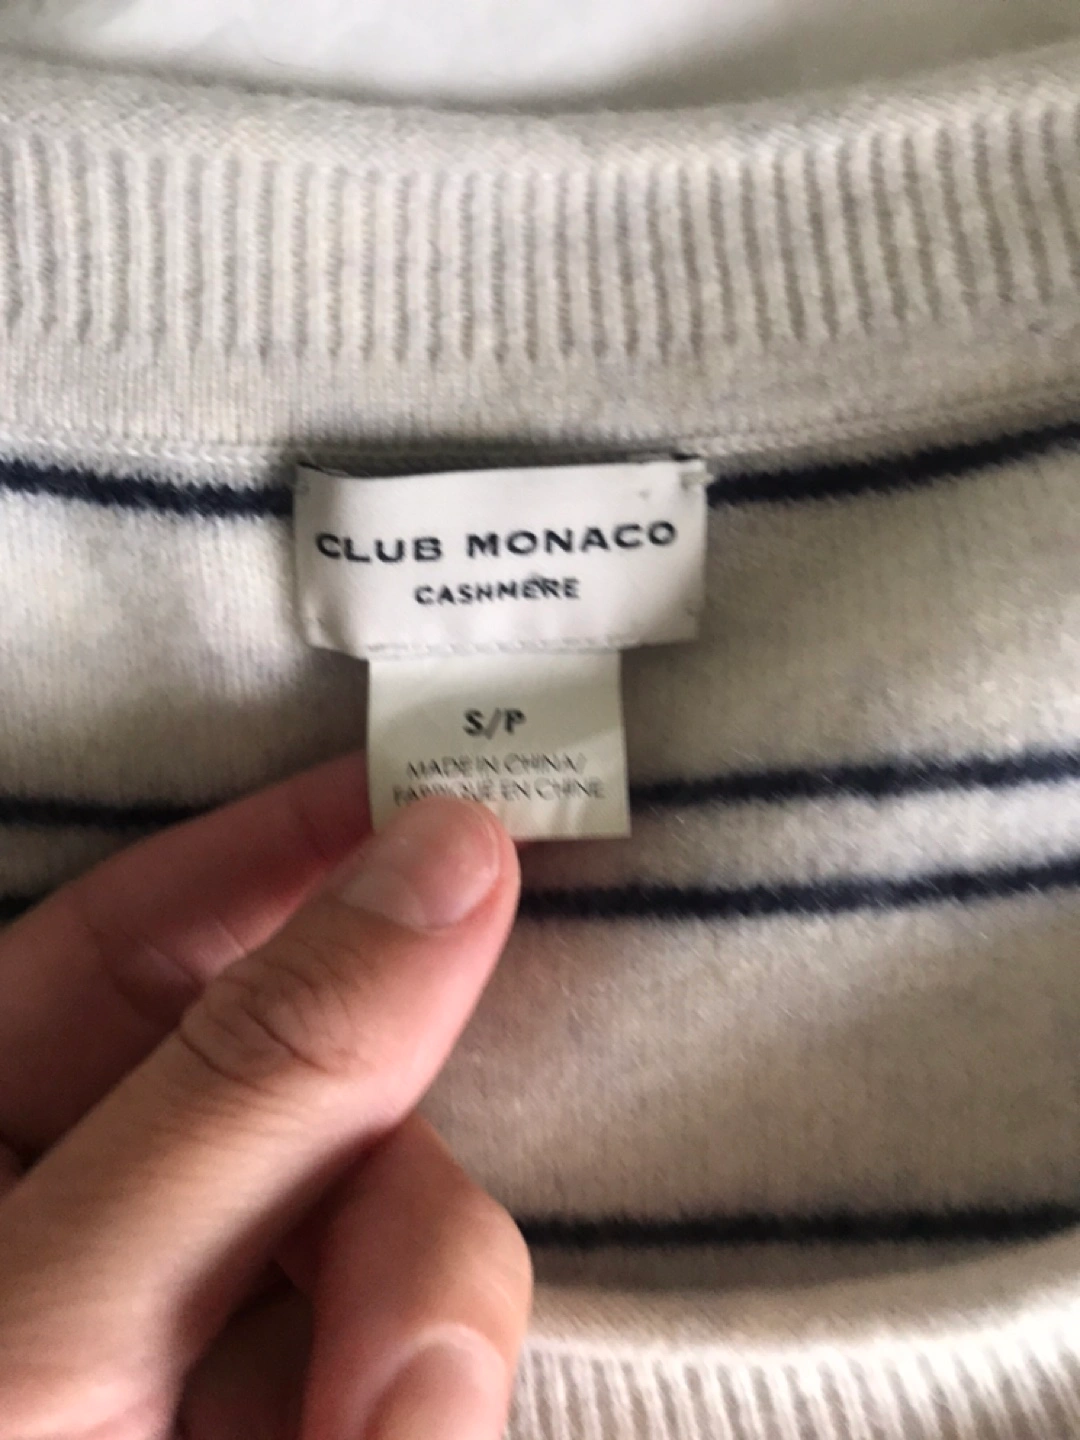 CLUB MONACO
CASHMERE
S/P
MADE IN CHINA/
FABRIQUÉ EN CHINE